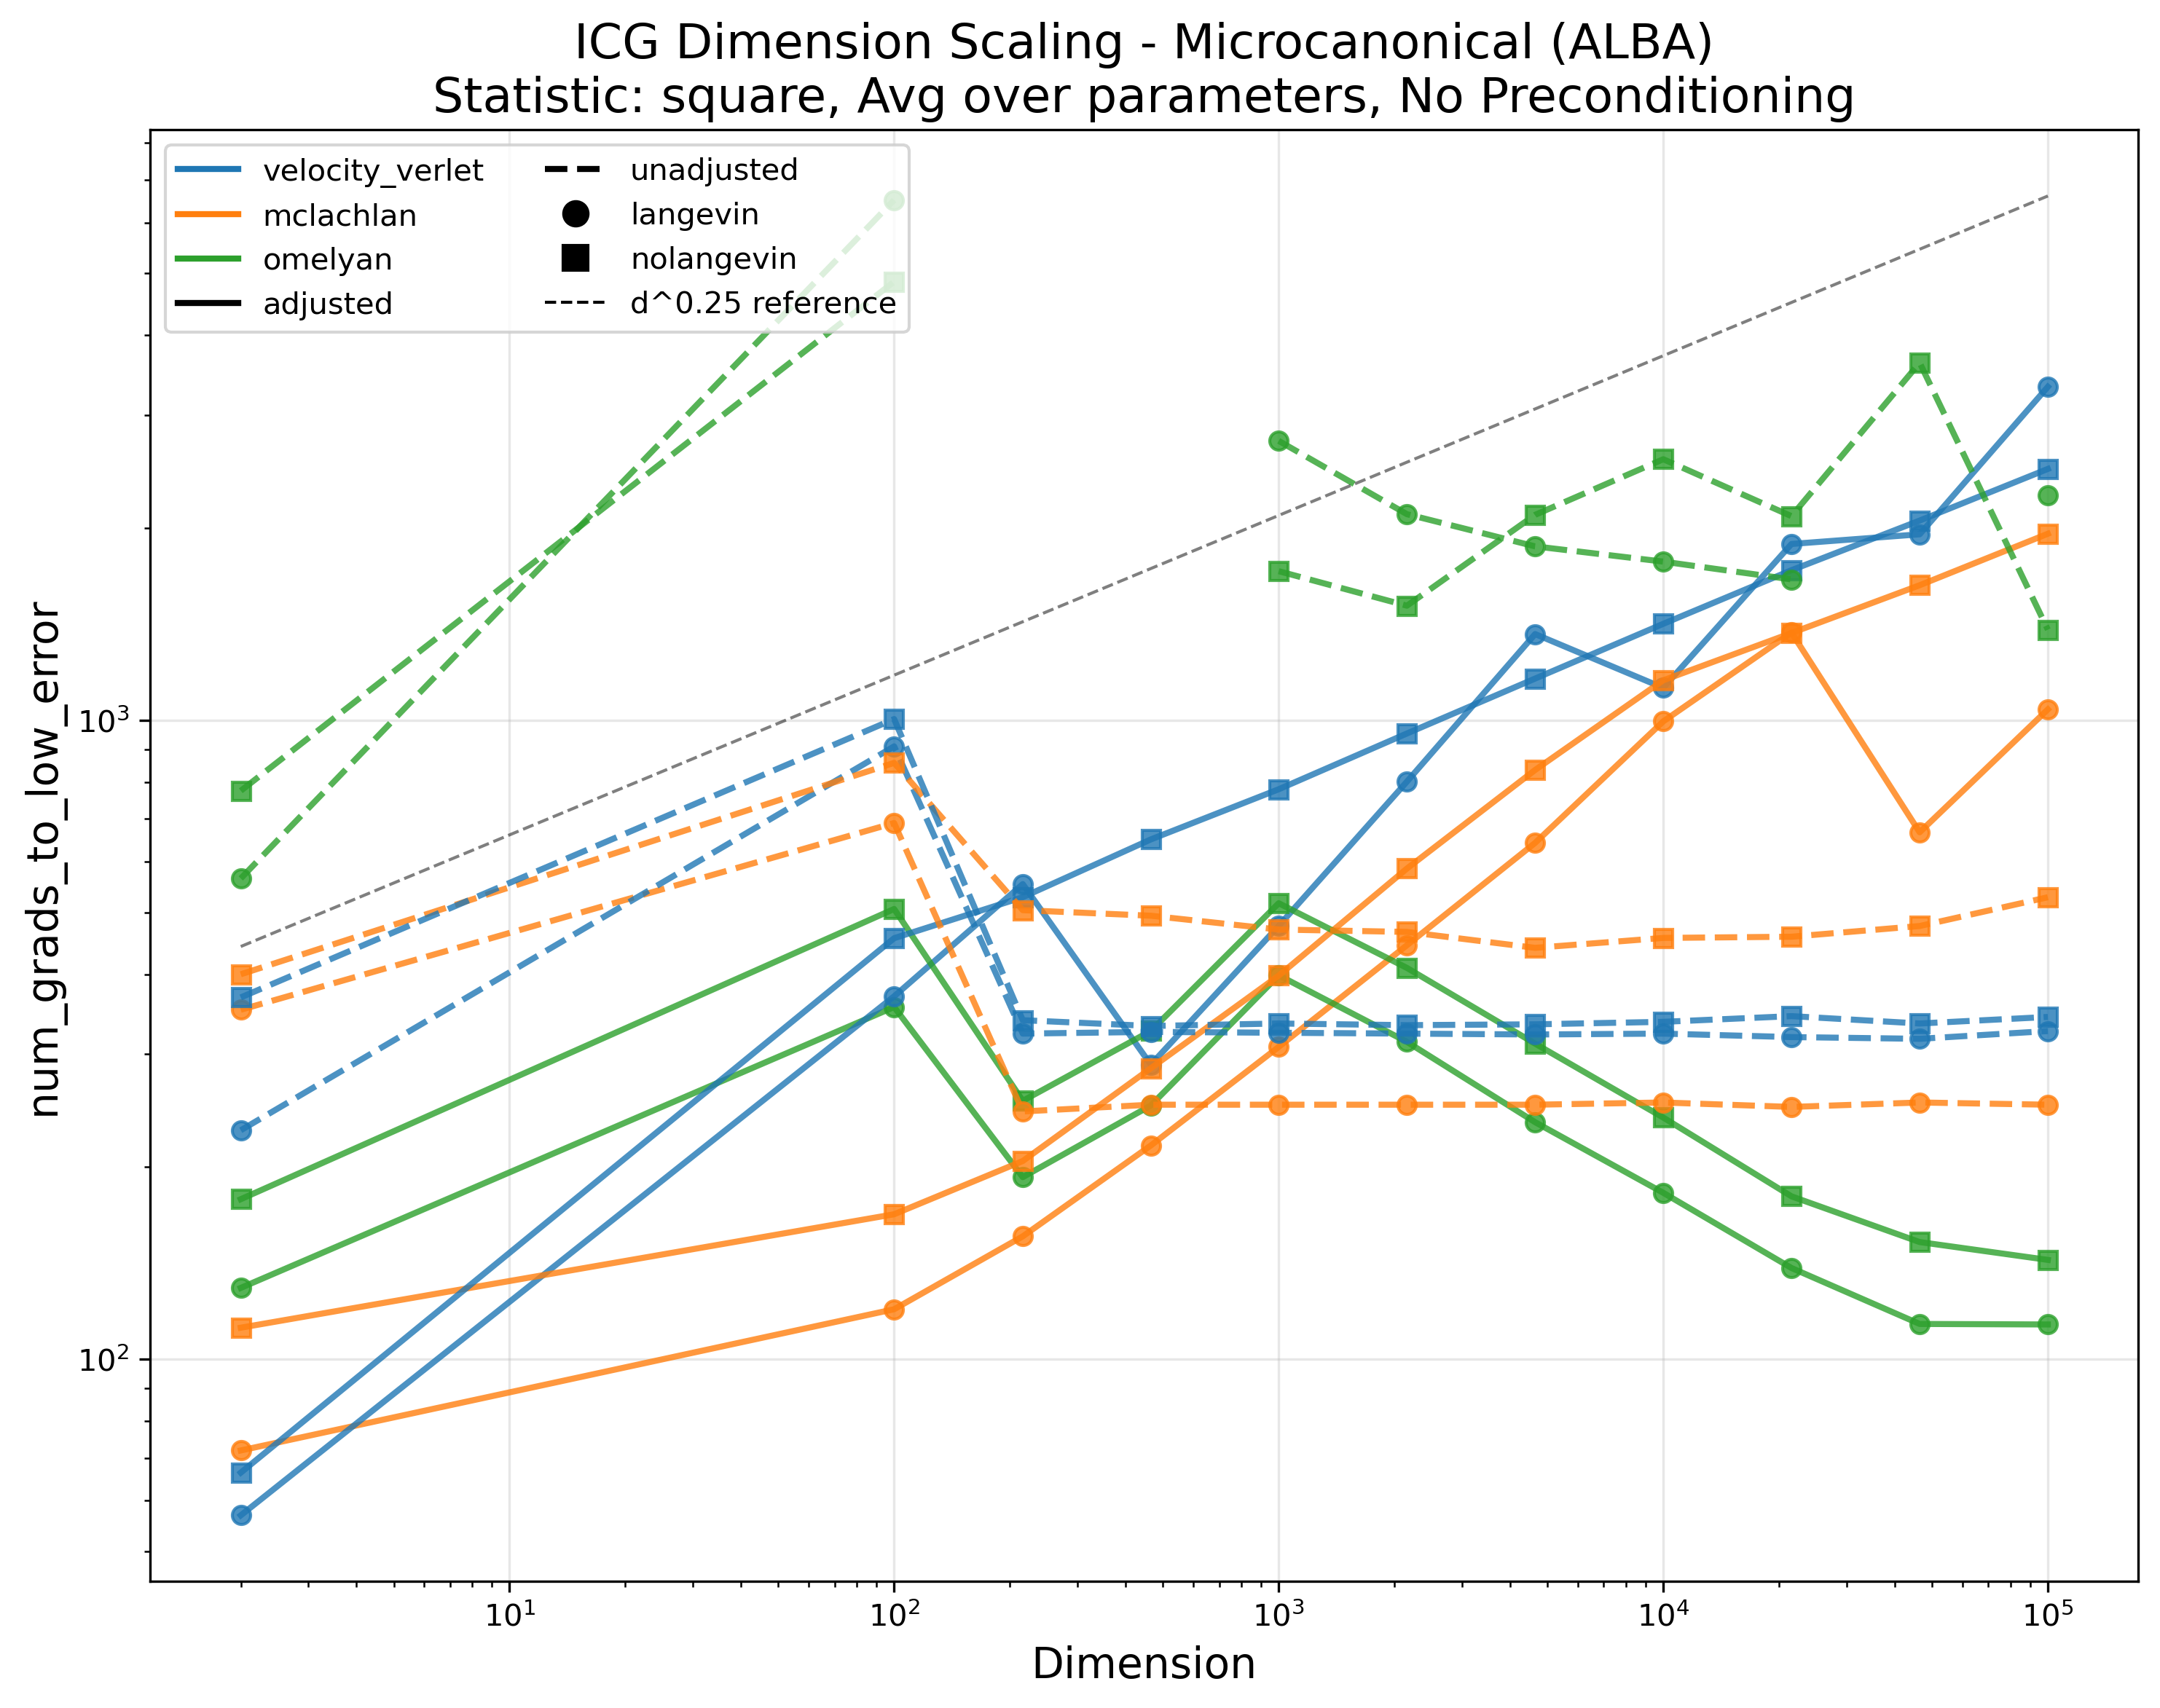 ICG Dimension Scaling - Microcanonical (ALBA)
Statistic: square, Avg over parameters, No Preconditioning
velocity_verlet
mclachlan
omelyan
adjusted
unadjusted
langevin
nolangevin
d^0.25 reference
num_grads_to_low_error
10³
10²
10¹
10²
10³
10⁴
10⁵
Dimension